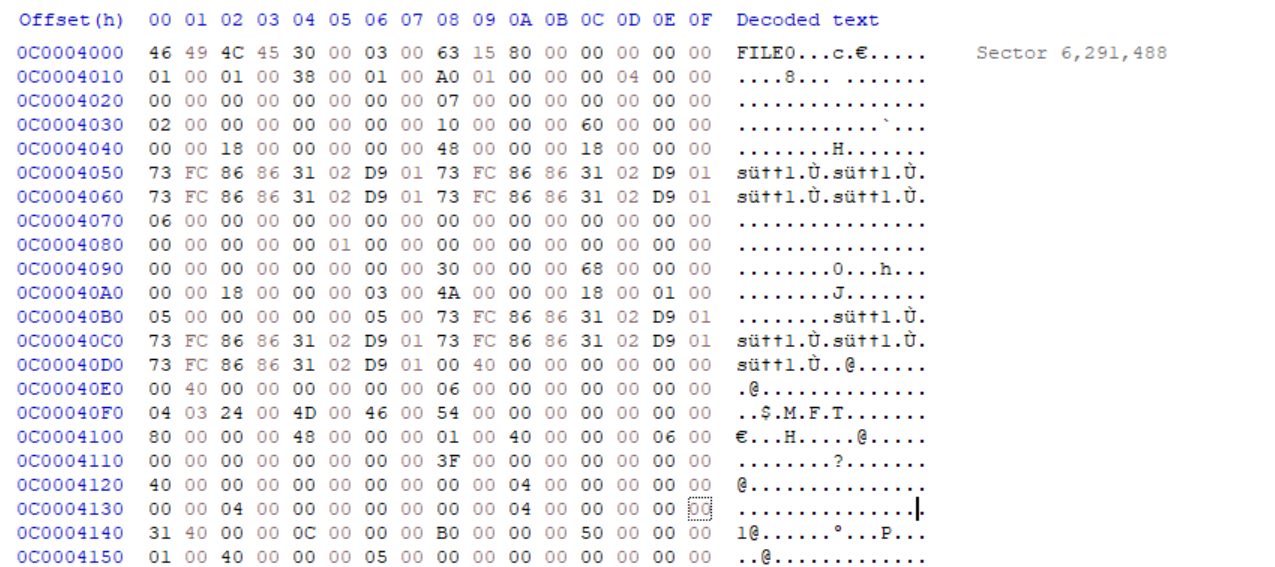 Offset(h) 00 01 02 03 04 05 06 07 08 09 0A 0B 0C 0D 0E 0F Decoded text
0C0004000 46 49 4C 45 30 00 03 00 63 15 80 00 00 00 00 00 FILE0...c.€..... Sector 6,291,488
0C0004010 01 00 01 00 38 00 01 00 A0 01 00 00 00 04 00 00 ....8... .......
0C0004020 00 00 00 00 00 00 00 00 07 00 00 00 00 00 00 00 ................
0C0004030 02 00 00 00 00 00 00 00 10 00 00 00 60 00 00 00 ............`...
0C0004040 00 00 18 00 00 00 00 00 48 00 00 00 18 00 00 00 ........H.......
0C0004050 73 FC 86 86 31 02 D9 01 73 FC 86 86 31 02 D9 01 sü††1.Ù.sü††1.Ù.
0C0004060 73 FC 86 86 31 02 D9 01 73 FC 86 86 31 02 D9 01 sü††1.Ù.sü††1.Ù.
0C0004070 06 00 00 00 00 00 00 00 00 00 00 00 00 00 00 00 ................
0C0004080 00 00 00 00 00 01 00 00 00 00 00 00 00 00 00 00 ................
0C0004090 00 00 00 00 00 00 00 00 30 00 00 00 68 00 00 00 ........0...h...
0C00040A0 00 00 18 00 00 00 03 00 4A 00 00 00 18 00 01 00 ........J.......
0C00040B0 05 00 00 00 00 00 05 00 73 FC 86 86 31 02 D9 01 ........sü††1.Ù.
0C00040C0 73 FC 86 86 31 02 D9 01 73 FC 86 86 31 02 D9 01 sü††1.Ù.sü††1.Ù.
0C00040D0 73 FC 86 86 31 02 D9 01 00 40 00 00 00 00 00 00 sü††1.Ù..@......
0C00040E0 00 40 00 00 00 00 00 00 06 00 00 00 00 00 00 00 .@..............
0C00040F0 04 03 24 00 4D 00 46 00 54 00 00 00 00 00 00 00 ..$.M.F.T.......
0C0004100 80 00 00 00 48 00 00 00 01 00 40 00 00 00 06 00 €...H.....@.....
0C0004110 00 00 00 00 00 00 00 00 3F 00 00 00 00 00 00 00 ........?.......
0C0004120 40 00 00 00 00 00 00 00 00 00 04 00 00 00 00 00 @...............
0C0004130 00 00 04 00 00 00 00 00 00 00 04 00 00 00 00 00 ................
0C0004140 31 40 00 00 0C 00 00 00 B0 00 00 00 50 00 00 00 1@......°...P...
0C0004150 01 00 40 00 00 00 05 00 00 00 00 00 00 00 00 00 ..@.............